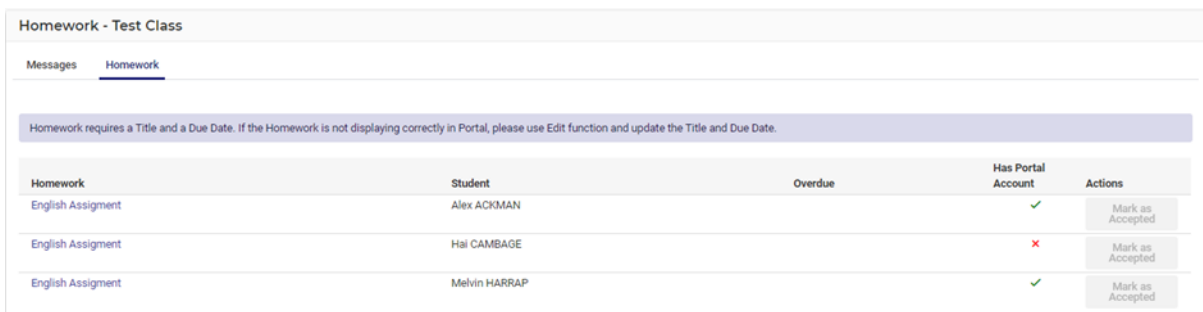 Homework - Test Class
Messages Homework
Homework requires a Title and a Due Date. If the Homework is not displaying correctly in Portal, please use Edit function and update the Title and Due Date.
Homework Student Overdue Has Portal Account Actions
English Assigment Alex ACKMAN Mark as Accepted
English Assigment Hai CAMBAGE Mark as Accepted
English Assigment Melvin HARRAP Mark as Accepted